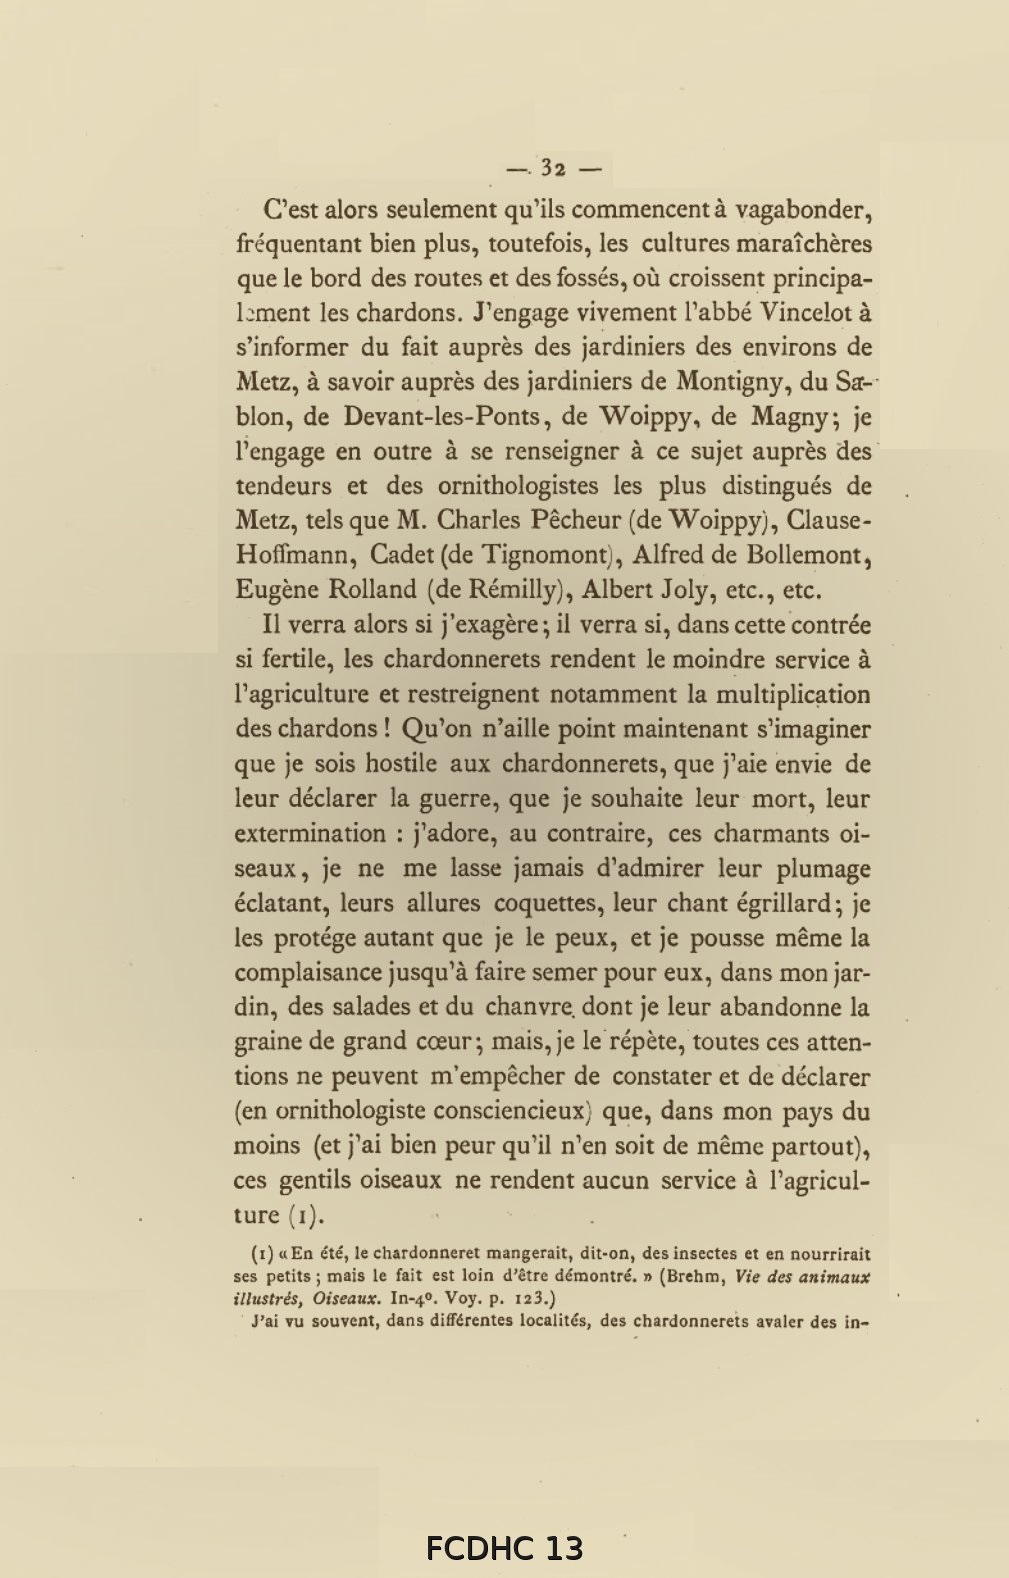 — 32 —
C’est alors seulement qu’ils commencent à vagabonder,
fréquentant bien plus, toutefois, les cultures maraîchères
que le bord des routes et des fossés, où croissent principa-
lement les chardons. J’engage vivement l’abbé Vincelot à
s’informer du fait auprès des jardiniers des environs de
Metz, à savoir auprès des jardiniers de Montigny, du Sa-
blon, de Devant-les-Ponts, de Woippy, de Magny; je
l’engage en outre à se renseigner à ce sujet auprès des
tendeurs et des ornithologistes les plus distingués de
Metz, tels que M. Charles Pêcheur (de Woippy), Clause-
Hoffmann, Cadet (de Tignomont), Alfred de Bollemont,
Eugène Rolland (de Rémilly), Albert Joly, etc., etc.
Il verra alors si j’exagère; il verra si, dans cette contrée
si fertile, les chardonnerets rendent le moindre service à
l’agriculture et restreignent notamment la multiplication
des chardons ! Qu’on n’aille point maintenant s’imaginer
que je sois hostile aux chardonnerets, que j’aie envie de
leur déclarer la guerre, que je souhaite leur mort, leur
extermination : j’adore, au contraire, ces charmants oi-
seaux, je ne me lasse jamais d’admirer leur plumage
éclatant, leurs allures coquettes, leur chant égrillard; je
les protége autant que je le peux, et je pousse même la
complaisance jusqu’à faire semer pour eux, dans mon jar-
din, des salades et du chanvre dont je leur abandonne la
graine de grand cœur; mais, je le répète, toutes ces atten-
tions ne peuvent m’empêcher de constater et de déclarer
(en ornithologiste consciencieux) que, dans mon pays du
moins (et j’ai bien peur qu’il n’en soit de même partout),
ces gentils oiseaux ne rendent aucun service à l’agricul-
ture (1).
(1) « En été, le chardonneret mangerait, dit-on, des insectes et en nourrirait
ses petits ; mais le fait est loin d’être démontré. » (Brehm, Vie des animaux
illustrés, Oiseaux. In-4º. Voy. p. 123.)
J’ai vu souvent, dans différentes localités, des chardonnerets avaler des in-
FCDHC 13